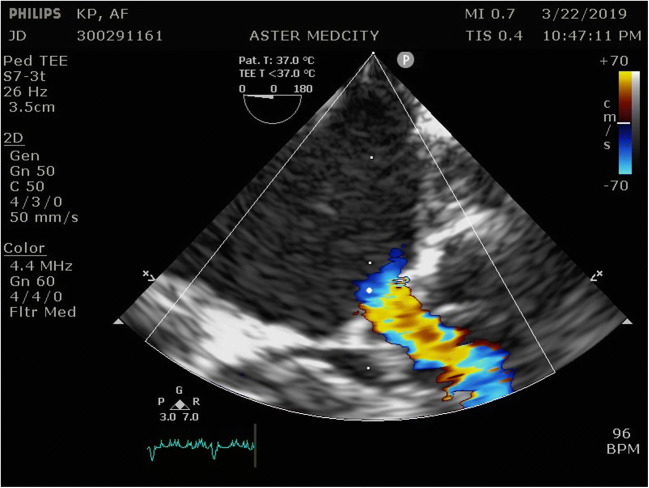 PHILIPS KP, AF MI 0.7 3/22/2019
JD 300291161 ASTER MEDCITY TIS 0.4 10:47:11 PM
Ped TEE
S7-3t
26 Hz
3.5cm
2D
Gen
Gn 50
C 50
4/3/0
50 mm/s
Color
4.4 MHz
Gn 60
4/4/0
Fltr Med
Pat. T: 37.0 °C
TEE T <37.0 °C
0 0 180
P
+70
cm/s
-70
x
x
G
P R
3.0 7.0
96
BPM